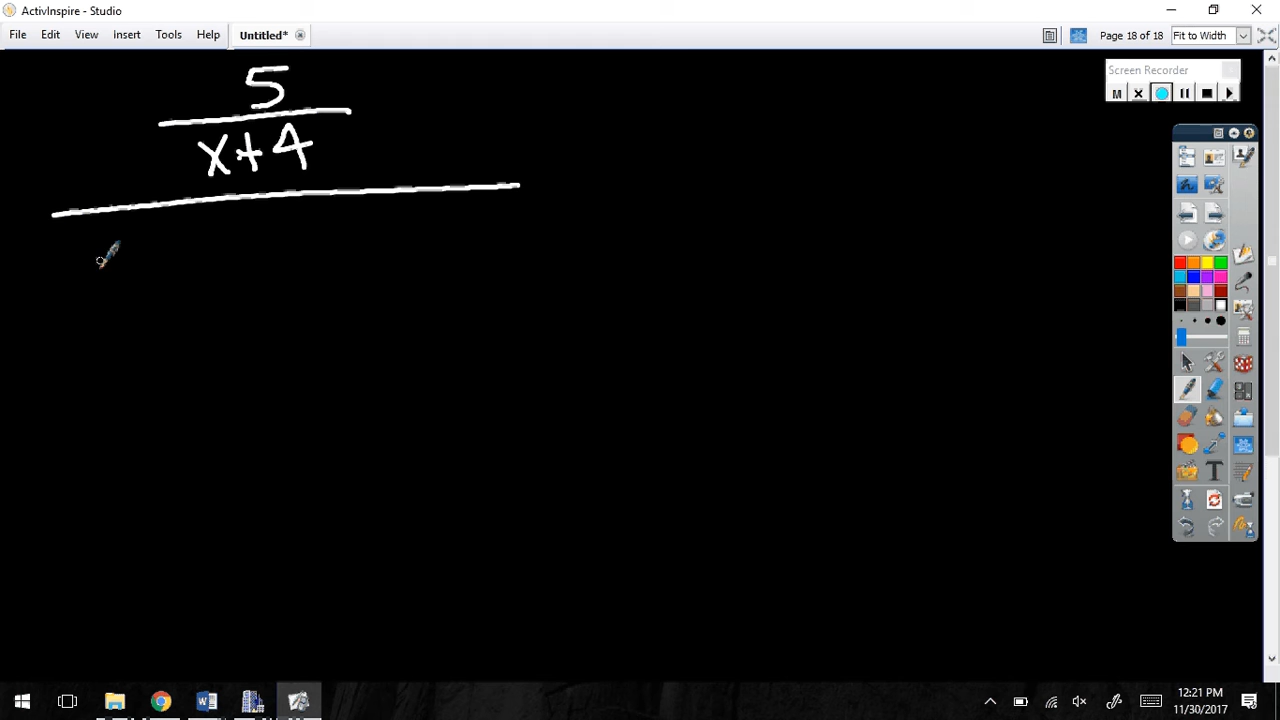 ActivInspire - Studio
File Edit View Insert Tools Help Untitled* Page 18 of 18 Fit to Width
Screen Recorder
M
5
x+4
T
12:21 PM
11/30/2017